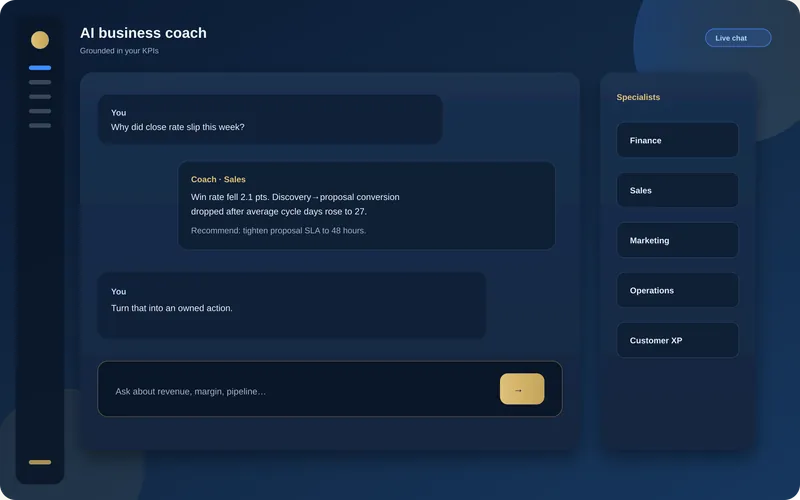 AI business coach
Grounded in your KPIs
Live chat
You
Why did close rate slip this week?
Coach · Sales
Win rate fell 2.1 pts. Discovery→proposal conversion
dropped after average cycle days rose to 27.
Recommend: tighten proposal SLA to 48 hours.
You
Turn that into an owned action.
Ask about revenue, margin, pipeline…
→
Specialists
Finance
Sales
Marketing
Operations
Customer XP